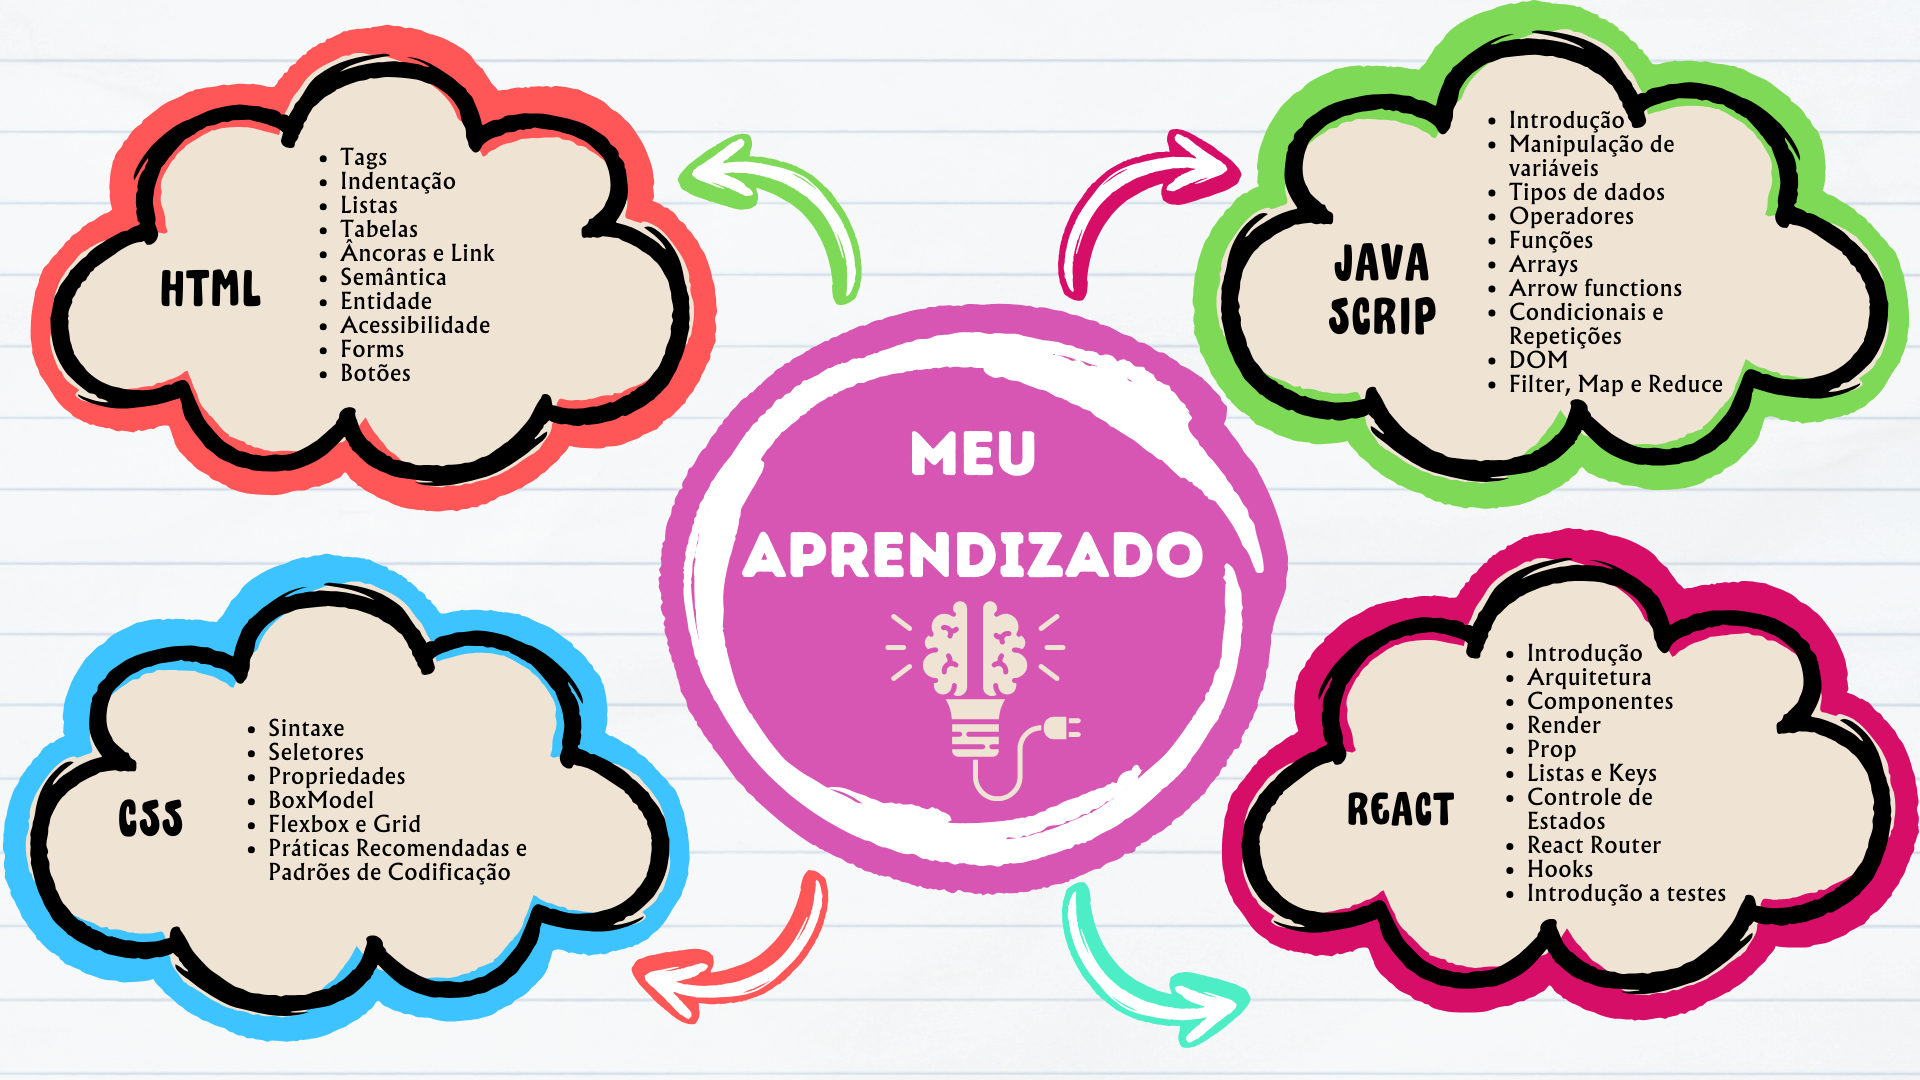 HTML
• Tags
• Indentação
• Listas
• Tabelas
• Âncoras e Link
• Semântica
• Entidade
• Acessibilidade
• Forms
• Botões
JAVA
SCRIP
• Introdução
• Manipulação de
variáveis
• Tipos de dados
• Operadores
• Funções
• Arrays
• Arrow functions
• Condicionais e
Repetições
• DOM
• Filter, Map e Reduce
MEU
APRENDIZADO
CSS
• Sintaxe
• Seletores
• Propriedades
• BoxModel
• Flexbox e Grid
• Práticas Recomendadas e
Padrões de Codificação
REACT
• Introdução
• Arquitetura
• Componentes
• Render
• Prop
• Listas e Keys
• Controle de
Estados
• React Router
• Hooks
• Introdução a testes